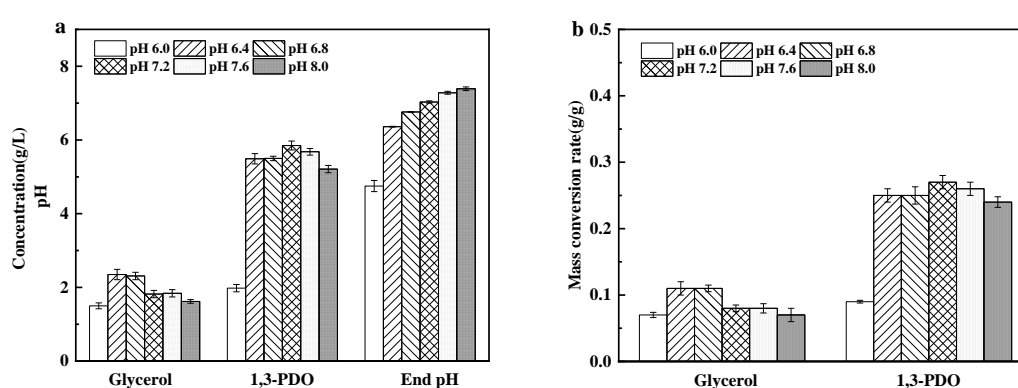 a
pH 6.0 pH 6.4 pH 6.8
pH 7.2 pH 7.6 pH 8.0
Concentration(g/L)
pH
8
6
4
2
0
Glycerol 1,3-PDO End pH
b
pH 6.0 pH 6.4 pH 6.8
pH 7.2 pH 7.6 pH 8.0
Mass conversion rate(g/g)
0.5
0.4
0.3
0.2
0.1
0.0
Glycerol 1,3-PDO